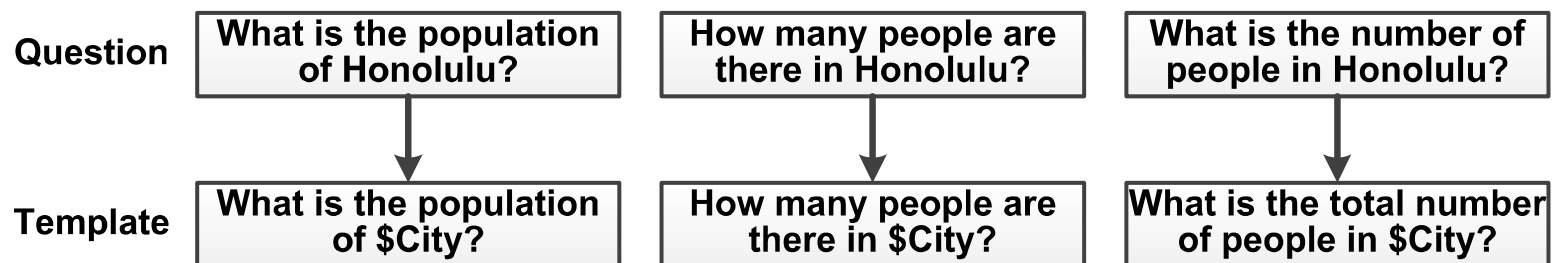 Question
What is the population
of Honolulu?
How many people are
there in Honolulu?
What is the number of
people in Honolulu?
Template
What is the population
of $City?
How many people are
there in $City?
What is the total number
of people in $City?